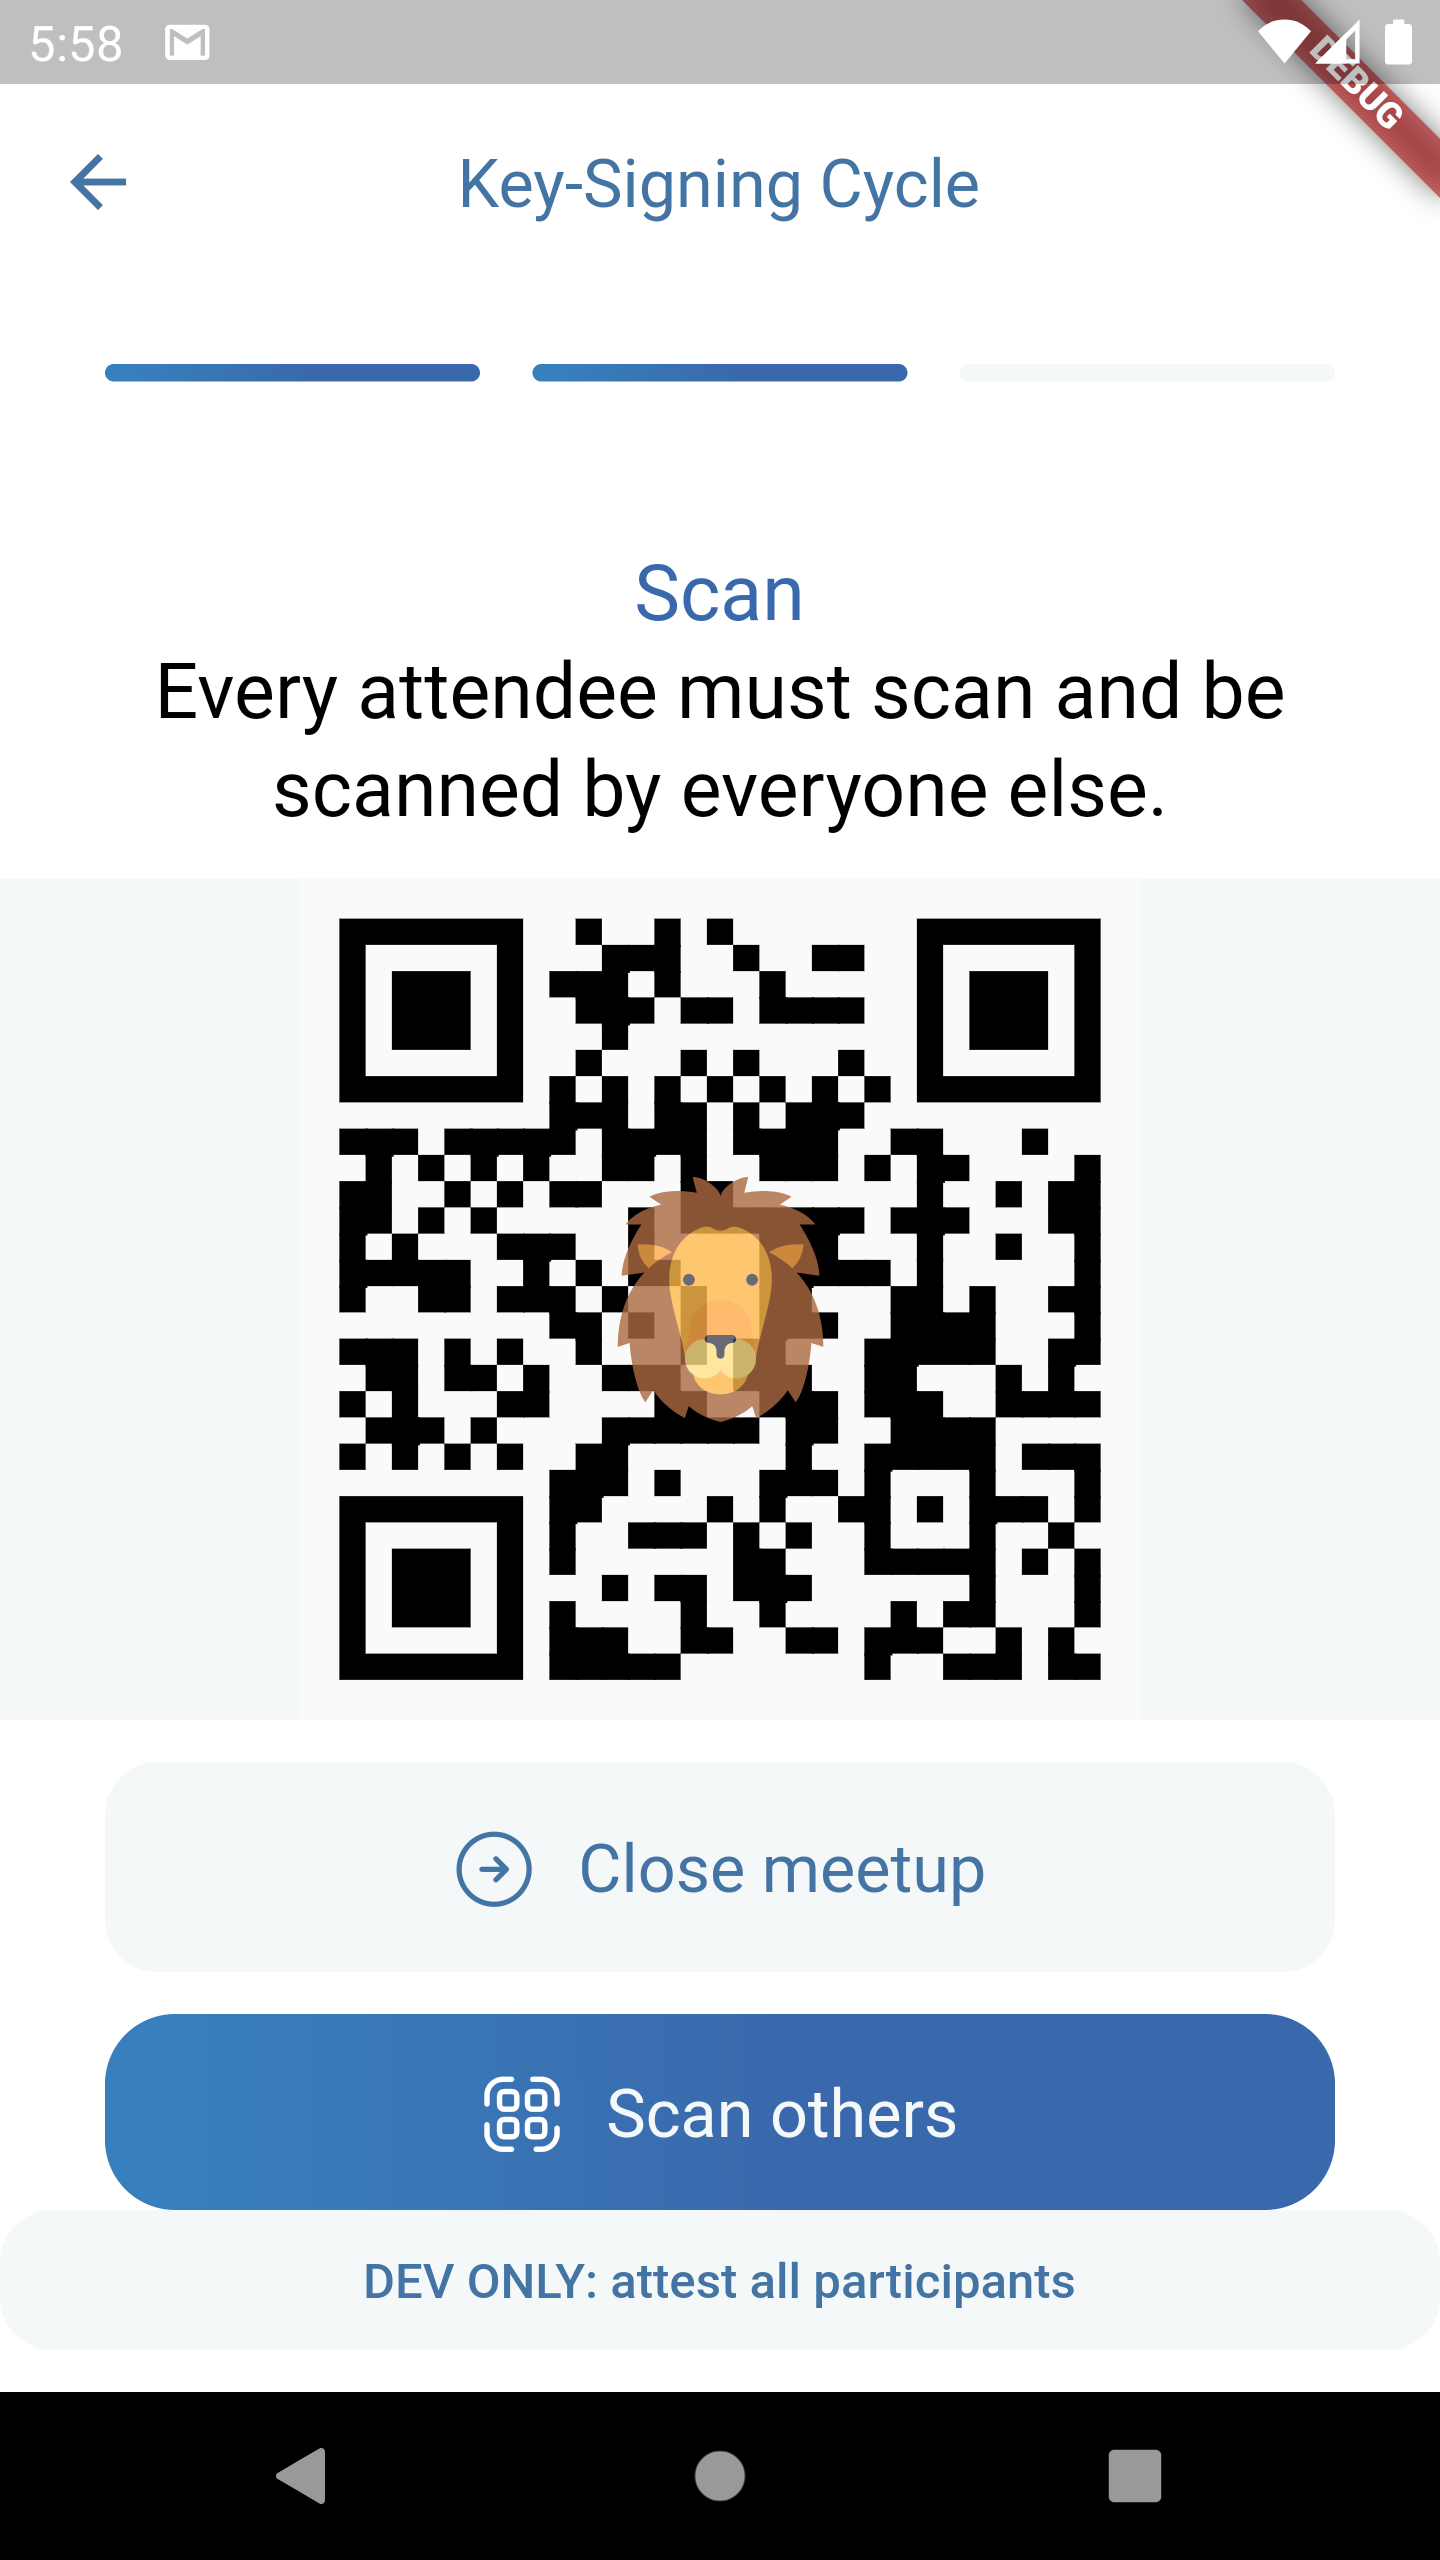 5:58
DEBUG
Key-Signing Cycle
Scan
Every attendee must scan and be
scanned by everyone else.
Close meetup
Scan others
DEV ONLY: attest all participants